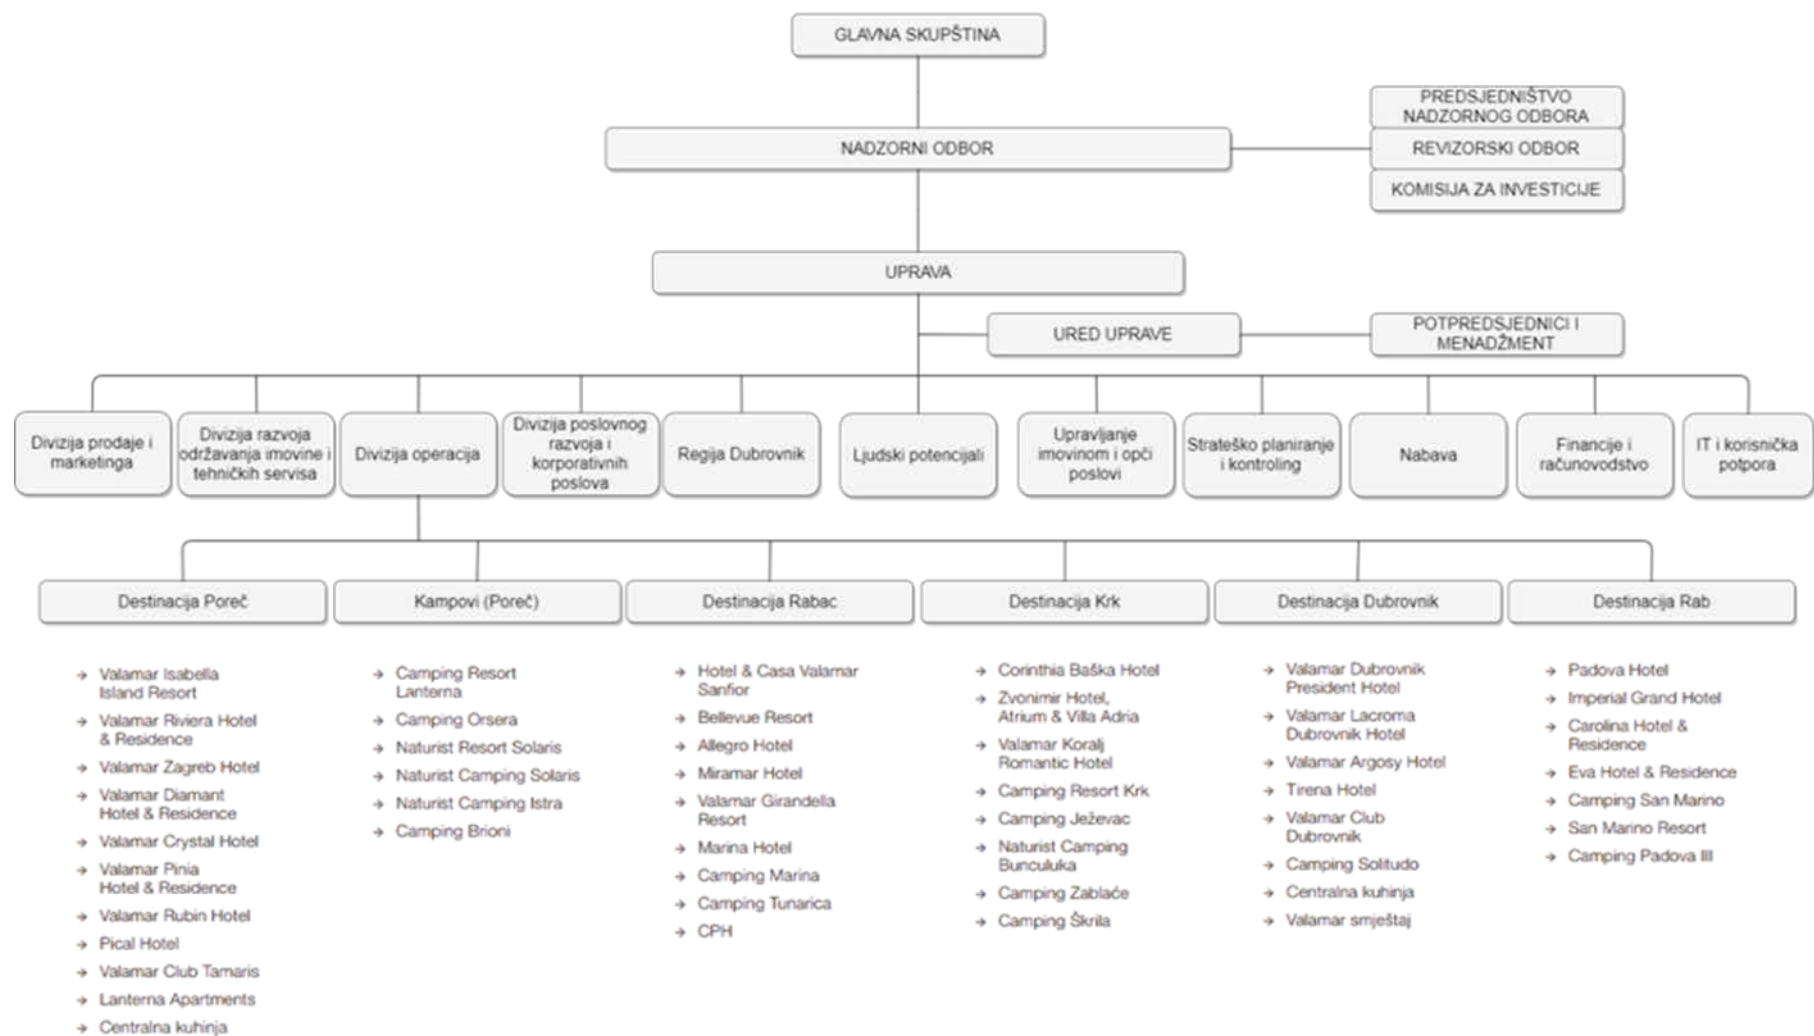 GLAVNA SKUPŠTINA
PREDSJEDNIŠTVO
NADZORNOG ODBORA
NADZORNI ODBOR
REVIZORSKI ODBOR
KOMISIJA ZA INVESTICIJE
UPRAVA
URED UPRAVE
POTPREDSJEDNICI I
MENADŽMENT
Divizija prodaje i
marketinga
Divizija razvoja
održavanja imovine i
tehničkih servisa
Divizija operacija
Divizija poslovnog
razvoja i
korporativnih
poslova
Regija Dubrovnik
Ljudski potencijali
Upravljanje
imovinom i opči
poslovi
Strateško planiranje
i kontroling
Nabava
Financije i
računovodstvo
IT i korisnička
potpora
Destinacija Poreč
Kampovi (Poreč)
Destinacija Rabac
Destinacija Krk
Destinacija Dubrovnik
Destinacija Rab
→ Valamar Isabella
Island Resort
→ Valamar Riviera Hotel
& Residence
→ Valamar Zagreb Hotel
→ Valamar Diamant
Hotel & Residence
→ Valamar Crystal Hotel
→ Valamar Pinia
Hotel & Residence
→ Valamar Rubin Hotel
→ Pical Hotel
→ Valamar Club Tamaris
→ Lanterna Apartments
→ Centralna kuhinja
→ Camping Resort
Lanterna
→ Camping Orsera
→ Naturist Resort Solaris
→ Naturist Camping Solaris
→ Naturist Camping Istra
→ Camping Brioni
→ Hotel & Casa Valamar
Sanfior
→ Bellevue Resort
→ Allegro Hotel
→ Miramar Hotel
→ Valamar Girandella
Resort
→ Marina Hotel
→ Camping Marina
→ Camping Tunarica
→ CPH
→ Corinthia Baška Hotel
→ Zvonimir Hotel,
Atrium & Villa Adria
→ Valamar Koralj
Romantic Hotel
→ Camping Resort Krk
→ Camping Ježevac
→ Naturist Camping
Bunculuka
→ Camping Zablaće
→ Camping Škrila
→ Valamar Dubrovnik
President Hotel
→ Valamar Lacroma
Dubrovnik Hotel
→ Valamar Argosy Hotel
→ Tirena Hotel
→ Valamar Club
Dubrovnik
→ Camping Solitudo
→ Centralna kuhinja
→ Valamar smještaj
→ Padova Hotel
→ Imperial Grand Hotel
→ Carolina Hotel &
Residence
→ Eva Hotel & Residence
→ Camping San Marino
→ San Marino Resort
→ Camping Padova III